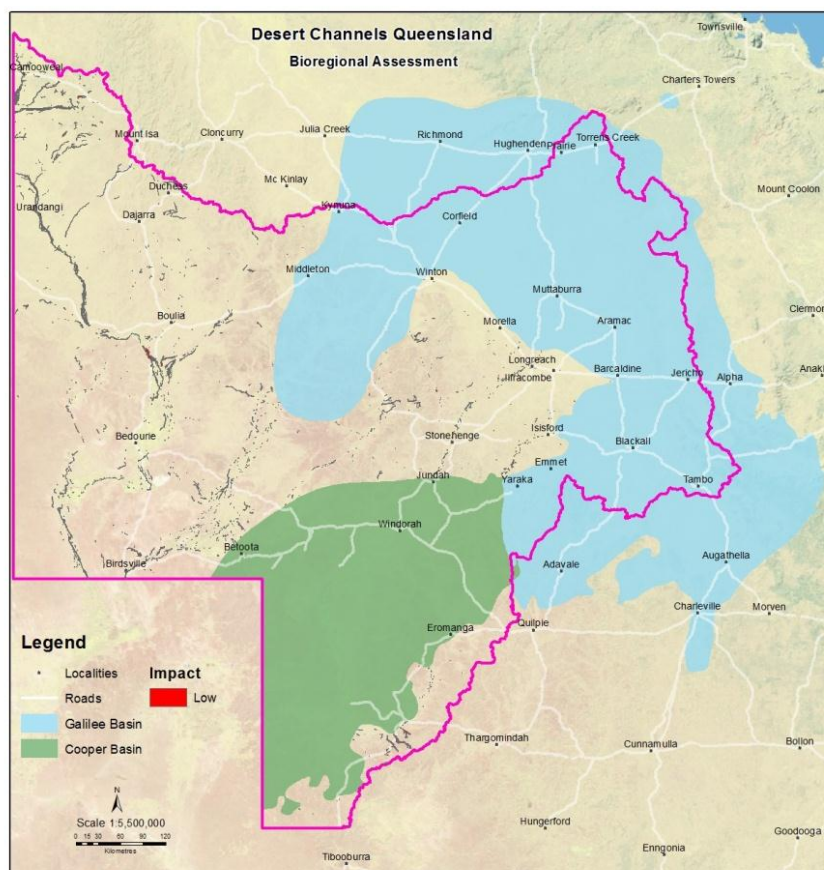 Desert Channels Queensland
Bioregional Assessment
Townsville
Camooweal
Charters Towers
Mount Isa
Cloncurry
Julia Creek
Richmond
Hughenden
Prairie
Torrens Creek
Mc Kinlay
Duchess
Mount Coolon
Urandangi
Dajarra
Kynuna
Corfield
Middleton
Winton
Muttaburra
Boulia
Morella
Aramac
Clermon
Longreach
Ilfracombe
Barcaldine
Jericho
Alpha
Anaki
Bedourie
Stonehenge
Isisford
Blackall
Emmet
Jundah
Yaraka
Tambo
Windorah
Betoota
Birdsville
Adavale
Augathella
Charleville
Morven
Eromanga
Quilpie
Thargomindah
Cunnamulla
Bollon
Hungerford
Enngonia
Goodooga
Tibooburra
Legend
Localities
Impact
Roads
Low
Galilee Basin
Cooper Basin
N
Scale 1:5,500,000
0 15 30 60 90 120
Kilometres